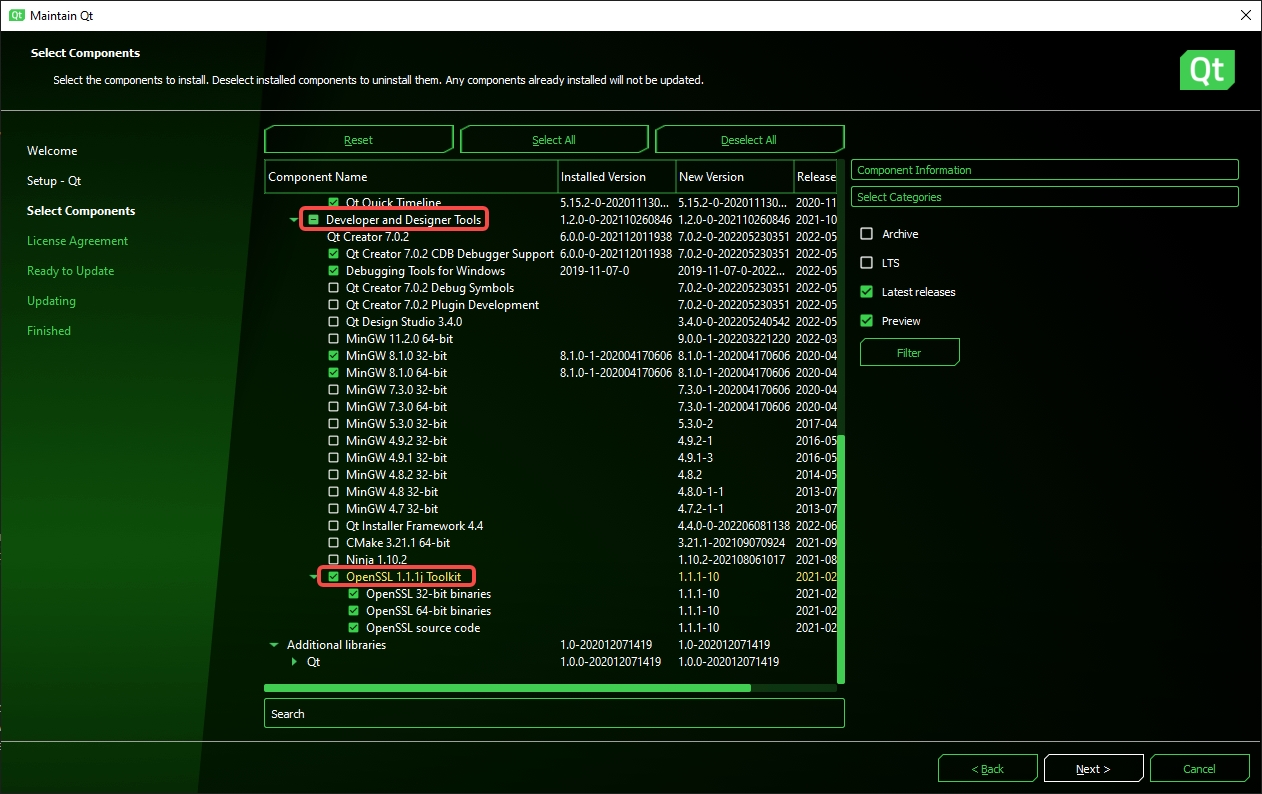 Qt Maintain Qt
Select Components
Select the components to install. Deselect installed components to uninstall them. Any components already installed will not be updated.
Qt
Welcome
Setup - Qt
Select Components
License Agreement
Ready to Update
Updating
Finished
Reset Select All Deselect All
Component Name Installed Version New Version Release
Qt Quick Timeline 5.15.2-0-202011130... 5.15.2-0-202011130... 2020-11
Developer and Designer Tools 1.2.0-0-202110260846 1.2.0-0-202110260846 2021-10
Qt Creator 7.0.2 6.0.0-0-202112011938 7.0.2-0-202205230351 2022-05
Qt Creator 7.0.2 CDB Debugger Support 6.0.0-0-202112011938 7.0.2-0-202205230351 2022-05
Debugging Tools for Windows 2019-11-07-0 2019-11-07-0-2022... 2022-05
Qt Creator 7.0.2 Debug Symbols 7.0.2-0-202205230351 2022-05
Qt Creator 7.0.2 Plugin Development 7.0.2-0-202205230351 2022-05
Qt Design Studio 3.4.0 3.4.0-0-202205240542 2022-05
MinGW 11.2.0 64-bit 9.0.0-1-202203221220 2022-03
MinGW 8.1.0 32-bit 8.1.0-1-202004170606 8.1.0-1-202004170606 2020-04
MinGW 8.1.0 64-bit 8.1.0-1-202004170606 8.1.0-1-202004170606 2020-04
MinGW 7.3.0 32-bit 7.3.0-1-202004170606 2020-04
MinGW 7.3.0 64-bit 7.3.0-1-202004170606 2020-04
MinGW 5.3.0 32-bit 5.3.0-2 2017-04
MinGW 4.9.2 32-bit 4.9.2-1 2016-05
MinGW 4.9.1 32-bit 4.9.1-3 2016-05
MinGW 4.8.2 32-bit 4.8.2 2014-05
MinGW 4.8 32-bit 4.8.0-1-1 2013-07
MinGW 4.7 32-bit 4.7.2-1-1 2013-07
Qt Installer Framework 4.4 4.4.0-0-202206081138 2022-06
CMake 3.21.1 64-bit 3.21.1-202109070924 2021-09
Ninja 1.10.2 1.10.2-202108061017 2021-08
OpenSSL 1.1.1j Toolkit 1.1.1-10 2021-02
OpenSSL 32-bit binaries 1.1.1-10 2021-02
OpenSSL 64-bit binaries 1.1.1-10 2021-02
OpenSSL source code 1.1.1-10 2021-02
Additional libraries 1.0-202012071419 1.0-202012071419
Qt 1.0.0-202012071419 1.0.0-202012071419
Search
Component Information
Select Categories
Archive
LTS
Latest releases
Preview
Filter
< Back Next > Cancel